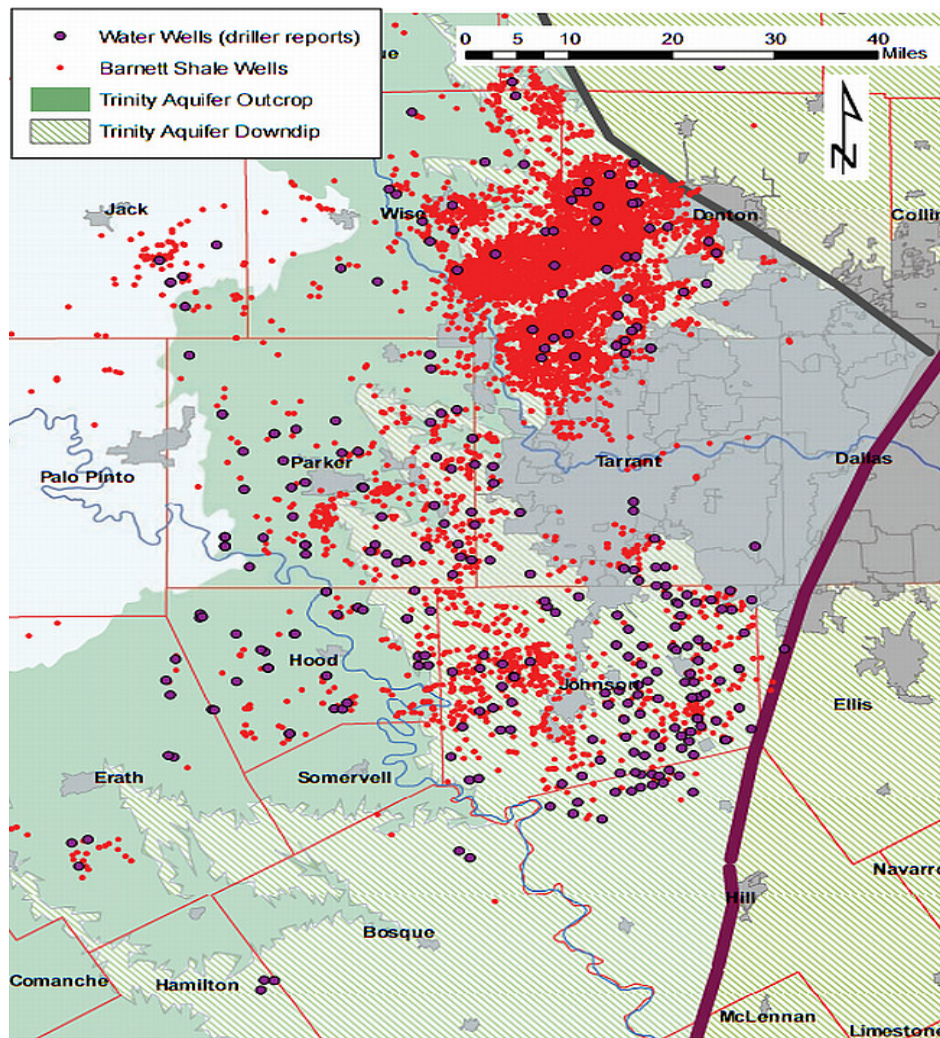 Water Wells (driller reports)
Barnett Shale Wells
Trinity Aquifer Outcrop
Trinity Aquifer Downdip
0 5 10 20 30 40
Miles
N
Jack
Wise
Denton
Collin
Palo Pinto
Parker
Tarrant
Dallas
Hood
Johnson
Ellis
Erath
Somervell
Navarro
Hill
Bosque
Comanche
Hamilton
McLennan
Limestone